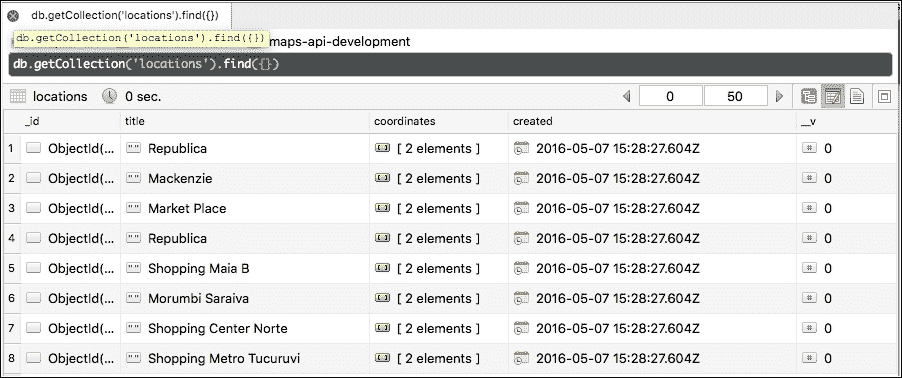 db.getCollection('locations').find({})
db.getCollection('locations').find({}) maps-api-development
db.getCollection('locations').find({})
locations 0 sec. 0 50
_id title coordinates created __v
1 ObjectId(... "" Republica [ 2 elements ] 2016-05-07 15:28:27.604Z # 0
2 ObjectId(... "" Mackenzie [ 2 elements ] 2016-05-07 15:28:27.604Z # 0
3 ObjectId(... "" Market Place [ 2 elements ] 2016-05-07 15:28:27.604Z # 0
4 ObjectId(... "" Republica [ 2 elements ] 2016-05-07 15:28:27.604Z # 0
5 ObjectId(... "" Shopping Maia B [ 2 elements ] 2016-05-07 15:28:27.604Z # 0
6 ObjectId(... "" Morumbi Saraiva [ 2 elements ] 2016-05-07 15:28:27.604Z # 0
7 ObjectId(... "" Shopping Center Norte [ 2 elements ] 2016-05-07 15:28:27.604Z # 0
8 ObjectId(... "" Shopping Metro Tucuruvi [ 2 elements ] 2016-05-07 15:28:27.604Z # 0